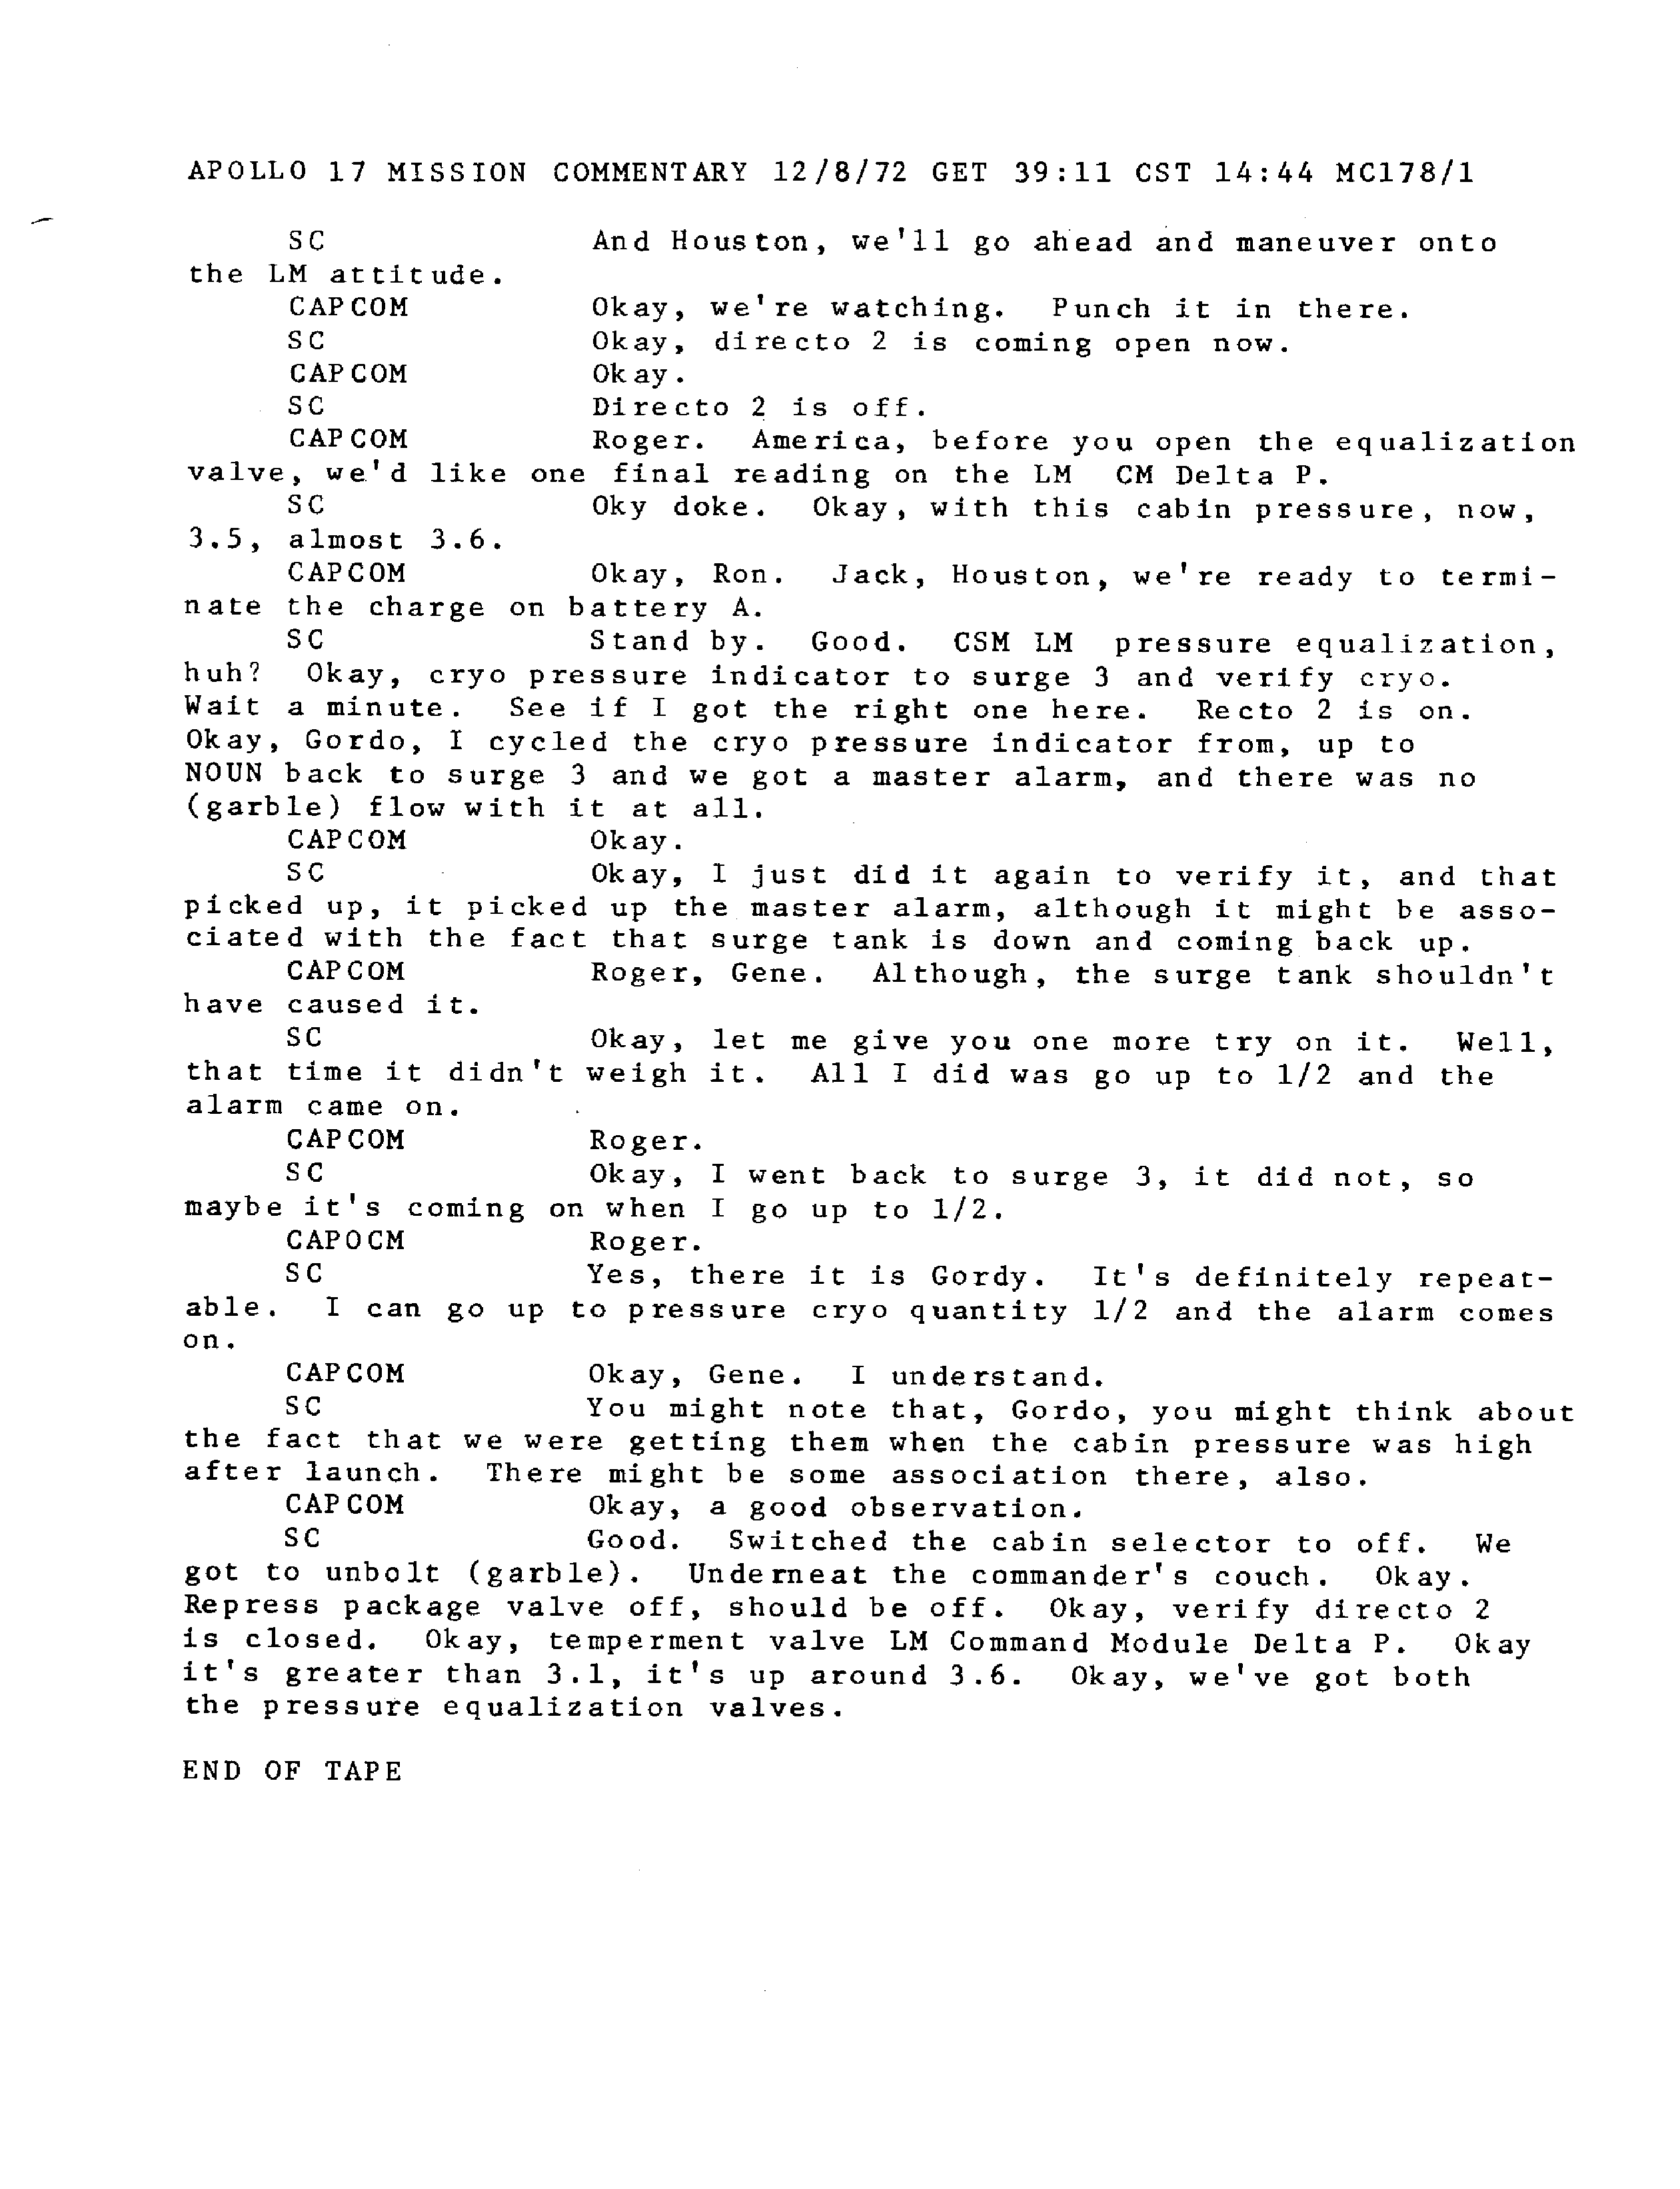 APOLLO 17 MISSION COMMENTARY 12/8/72 GET 39:11 CST 14:44 MC178/1
SC And Houston, we'll go ahead and maneuver onto
the LM attitude.
CAPCOM Okay, we're watching. Punch it in there.
SC Okay, directo 2 is coming open now.
CAPCOM Okay.
SC Directo 2 is off.
CAPCOM Roger. America, before you open the equalization
valve, we'd like one final reading on the LM CM Delta P.
SC Oky doke. Okay, with this cabin pressure, now,
3.5, almost 3.6.
CAPCOM Okay, Ron. Jack, Houston, we're ready to termi-
nate the charge on battery A.
SC Stand by. Good. CSM LM pressure equalization,
huh? Okay, cryo pressure indicator to surge 3 and verify cryo.
Wait a minute. See if I got the right one here. Recto 2 is on.
Okay, Gordo, I cycled the cryo pressure indicator from, up to
NOUN back to surge 3 and we got a master alarm, and there was no
(garble) flow with it at all.
CAPCOM Okay.
SC Okay, I just did it again to verify it, and that
picked up, it picked up the master alarm, although it might be asso-
ciated with the fact that surge tank is down and coming back up.
CAPCOM Roger, Gene. Although, the surge tank shouldn't
have caused it.
SC Okay, let me give you one more try on it. Well,
that time it didn't weigh it. All I did was go up to 1/2 and the
alarm came on.
CAPCOM Roger.
SC Okay, I went back to surge 3, it did not, so
maybe it's coming on when I go up to 1/2.
CAPOCM Roger.
SC Yes, there it is Gordy. It's definitely repeat-
able. I can go up to pressure cryo quantity 1/2 and the alarm comes
on.
CAPCOM Okay, Gene. I understand.
SC You might note that, Gordo, you might think about
the fact that we were getting them when the cabin pressure was high
after launch. There might be some association there, also.
CAPCOM Okay, a good observation.
SC Good. Switched the cabin selector to off. We
got to unbolt (garble). Underneat the commander's couch. Okay.
Repress package valve off, should be off. Okay, verify directo 2
is closed. Okay, temperment valve LM Command Module Delta P. Okay
it's greater than 3.1, it's up around 3.6. Okay, we've got both
the pressure equalization valves.
END OF TAPE